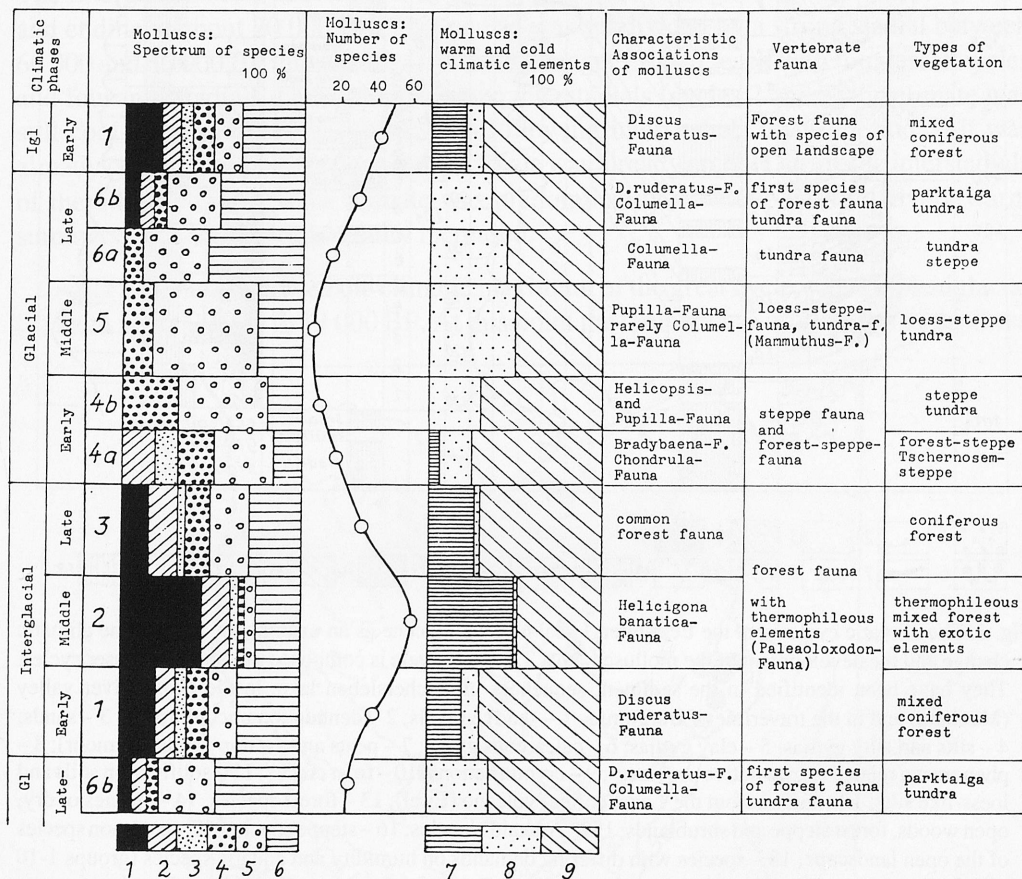 Climatic
phases
Molluscs:
Spectrum of species
100 %
Molluscs:
Number of
species
20 40 60
Molluscs:
warm and cold
climatic elements
100 %
Characteristic
Associations
of molluscs
Vertebrate
fauna
Types of
vegetation
Igl
Early
1
Discus
ruderatus-
Fauna
Forest fauna
with species of
open landscape
mixed
coniferous
forest
Glacial
Late
6b
D.ruderatus-F.
Columella-
Fauna
first species
of forest fauna
tundra fauna
parktaiga
tundra
6a
Columella-
Fauna
tundra fauna
tundra
steppe
Middle
5
Pupilla-Fauna
rarely Columel-
la-Fauna
loess-steppe-
fauna, tundra-f.
(Mammuthus-F.)
loess-steppe
tundra
Early
4b
Helicopsis-
and
Pupilla-Fauna
steppe fauna
and
forest-speppe-
fauna
steppe
tundra
4a
Bradybaena-F.
Chondrula-
Fauna
forest-steppe
Tschernosem-
steppe
Interglacial
Late
3
common
forest fauna
coniferous
forest
forest fauna
Middle
2
Helicigona
banatica-
Fauna
with
thermophileous
elements
(Paleaoloxodon-
Fauna)
thermophileous
mixed forest
with exotic
elements
Early
1
Discus
ruderatus-
Fauna
mixed
coniferous
forest
Gl
Late-
6b
D.ruderatus-F.
Columella-
Fauna
first species
of forest fauna
tundra fauna
parktaiga
tundra
1 2 3 4 5 6
7 8 9